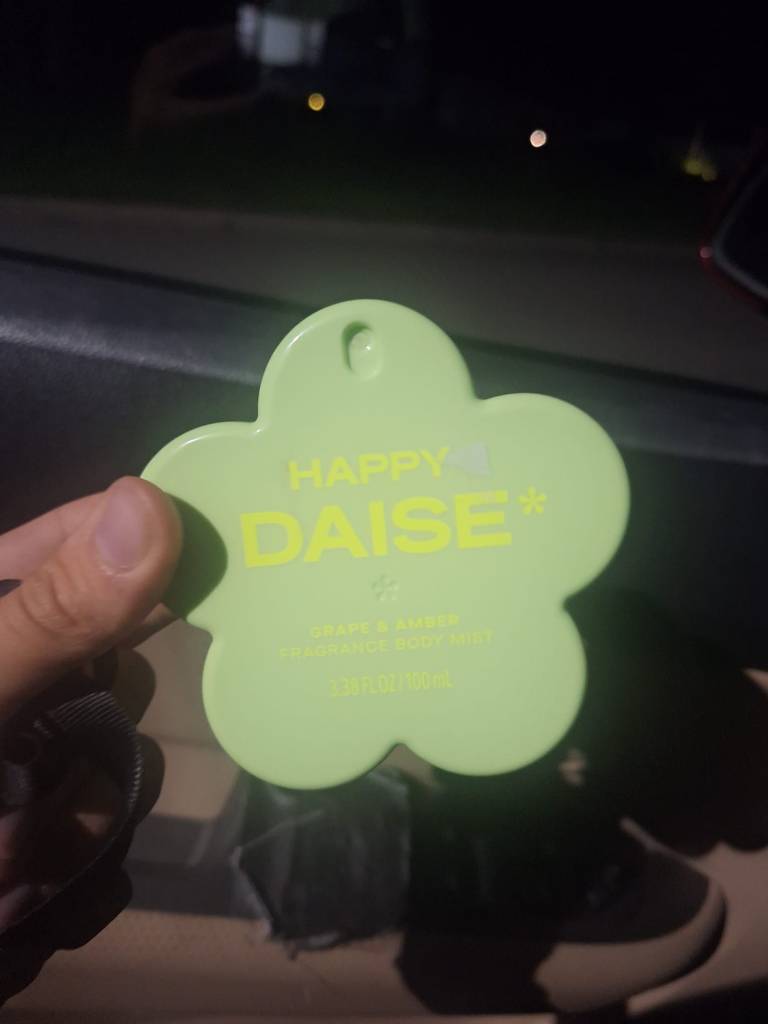 HAPPY
DAISE*
GRAPE & AMBER
FRAGRANCE BODY MIST
3.38 FL OZ / 100 mL